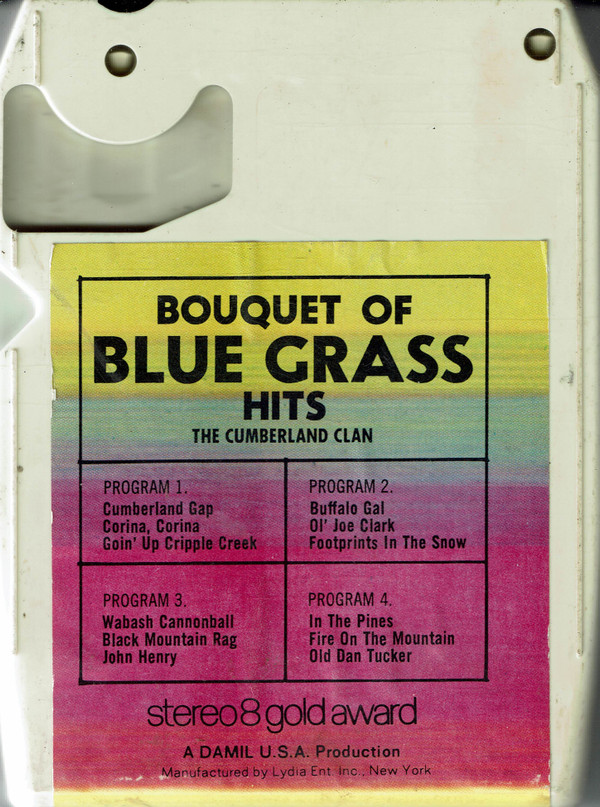 BOUQUET OF
BLUE GRASS
HITS
THE CUMBERLAND CLAN
PROGRAM 1.
Cumberland Gap
Corina, Corina
Goin' Up Cripple Creek
PROGRAM 2.
Buffalo Gal
Ol' Joe Clark
Footprints In The Snow
PROGRAM 3.
Wabash Cannonball
Black Mountain Rag
John Henry
PROGRAM 4.
In The Pines
Fire On The Mountain
Old Dan Tucker
stereo 8 gold award
A DAMIL U.S.A. Production
Manufactured by Lydia Ent. Inc., New York